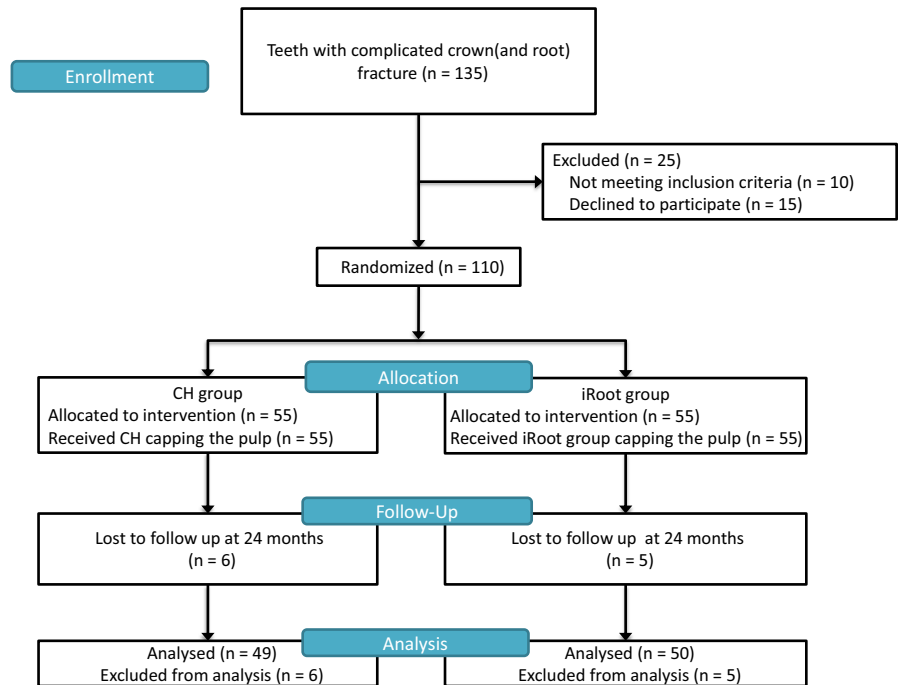 Teeth with complicated crown(and root)
fracture (n = 135)
Enrollment
Excluded (n = 25)
Not meeting inclusion criteria (n = 10)
Declined to participate (n = 15)
Randomized (n = 110)
Allocation
CH group
Allocated to intervention (n = 55)
Received CH capping the pulp (n = 55)
iRoot group
Allocated to intervention (n = 55)
Received iRoot group capping the pulp (n = 55)
Follow-Up
Lost to follow up at 24 months
(n = 6)
Lost to follow up at 24 months
(n = 5)
Analysis
Analysed (n = 49)
Excluded from analysis (n = 6)
Analysed (n = 50)
Excluded from analysis (n = 5)